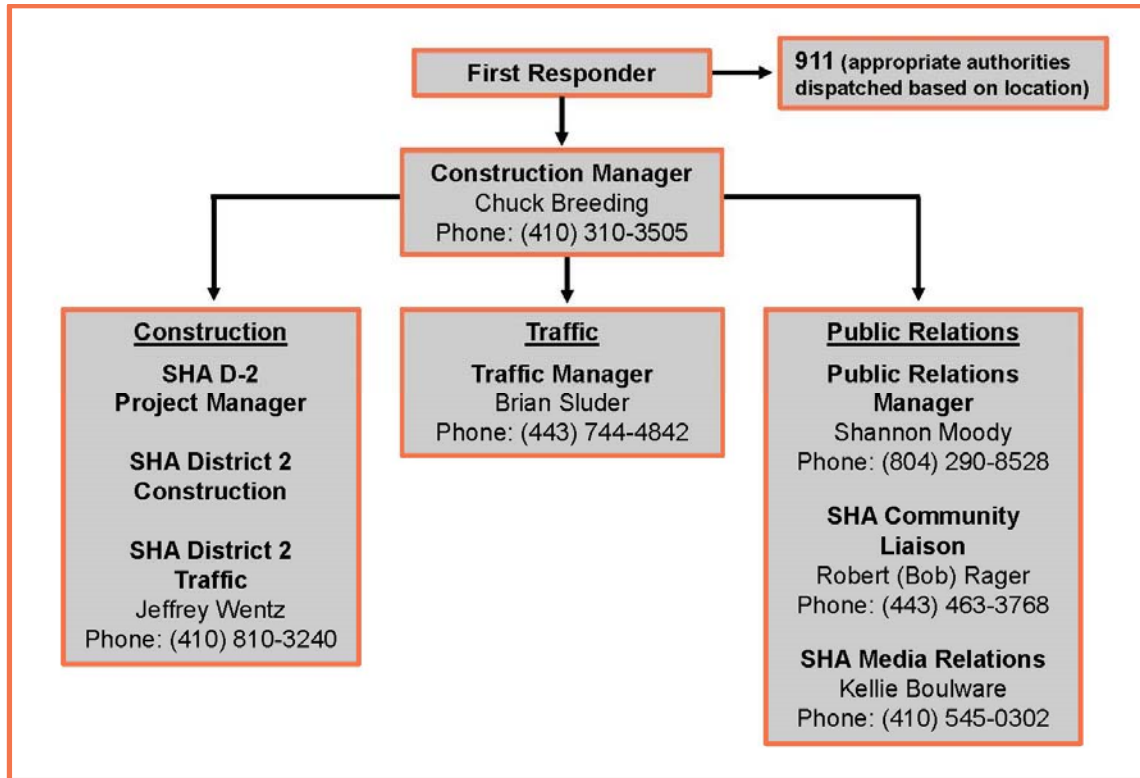 First Responder
911 (appropriate authorities
dispatched based on location)
Construction Manager
Chuck Breeding
Phone: (410) 310-3505
Construction
SHA D-2
Project Manager
SHA District 2
Construction
SHA District 2
Traffic
Jeffrey Wentz
Phone: (410) 810-3240
Traffic
Traffic Manager
Brian Sluder
Phone: (443) 744-4842
Public Relations
Public Relations
Manager
Shannon Moody
Phone: (804) 290-8528
SHA Community
Liaison
Robert (Bob) Rager
Phone: (443) 463-3768
SHA Media Relations
Kellie Boulware
Phone: (410) 545-0302